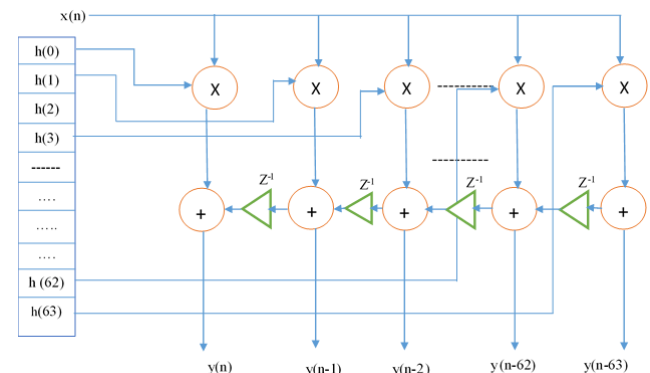 x(n)
h(0)
h(1)
h(2)
h(3)
------
....
.....
....
h (62)
h(63)
X X X X X
----------
----------
Z-1 Z-1 Z-1 Z-1
+ + + + +
y(n) y(n-1) y(n-2) y(n-62) y(n-63)